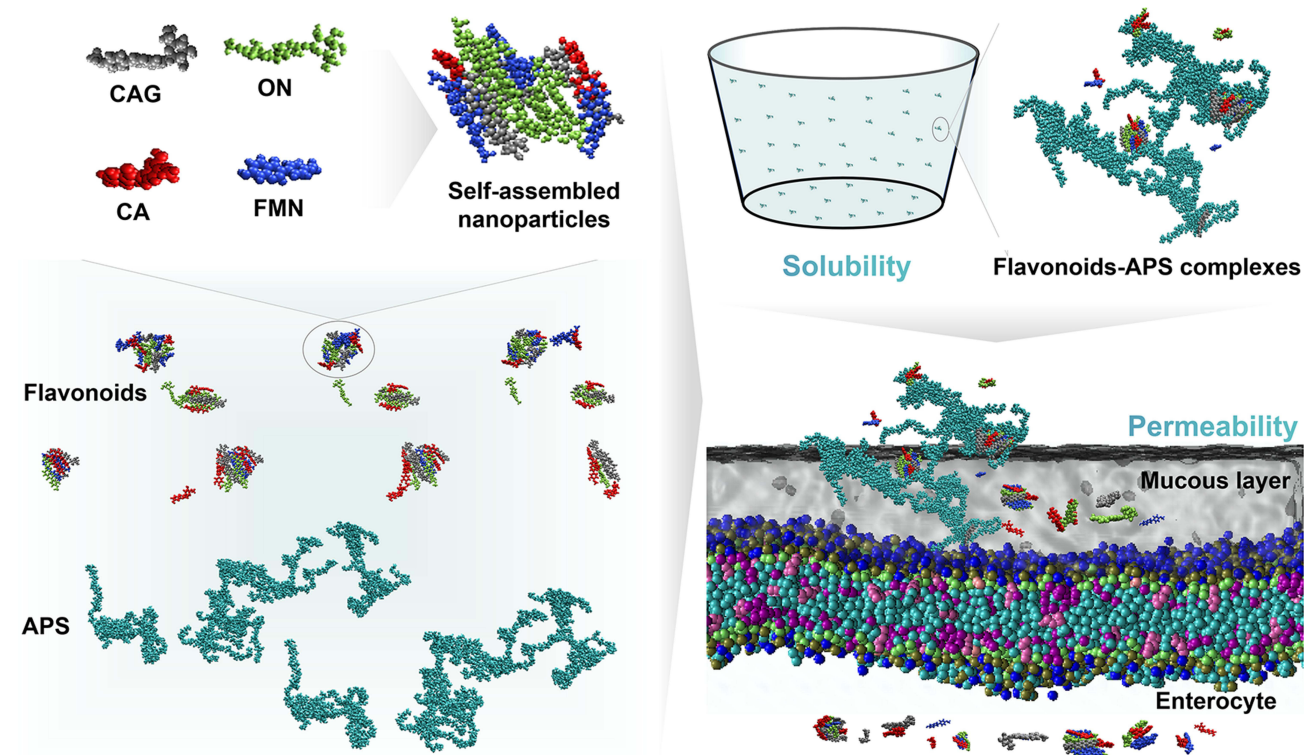 CAG
ON
CA
FMN
Self-assembled
nanoparticles
Flavonoids
APS
Solubility
Flavonoids-APS complexes
Permeability
Mucous layer
Enterocyte